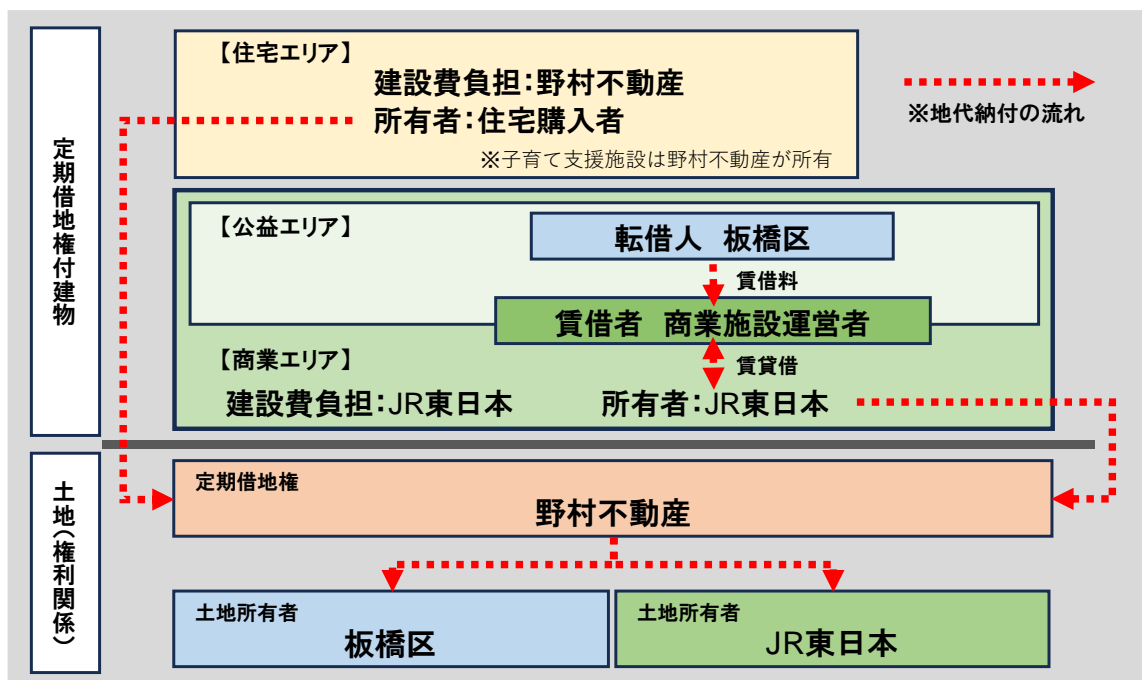 定期借地権付建物
【住宅エリア】
建設費負担:野村不動産
所有者:住宅購入者
※子育て支援施設は野村不動産が所有
※地代納付の流れ
【公益エリア】
転借人 板橋区
賃借料
賃借者 商業施設運営者
【商業エリア】
賃貸借
建設費負担:JR東日本
所有者:JR東日本
土地(権利関係)
定期借地権
野村不動産
土地所有者
板橋区
土地所有者
JR東日本